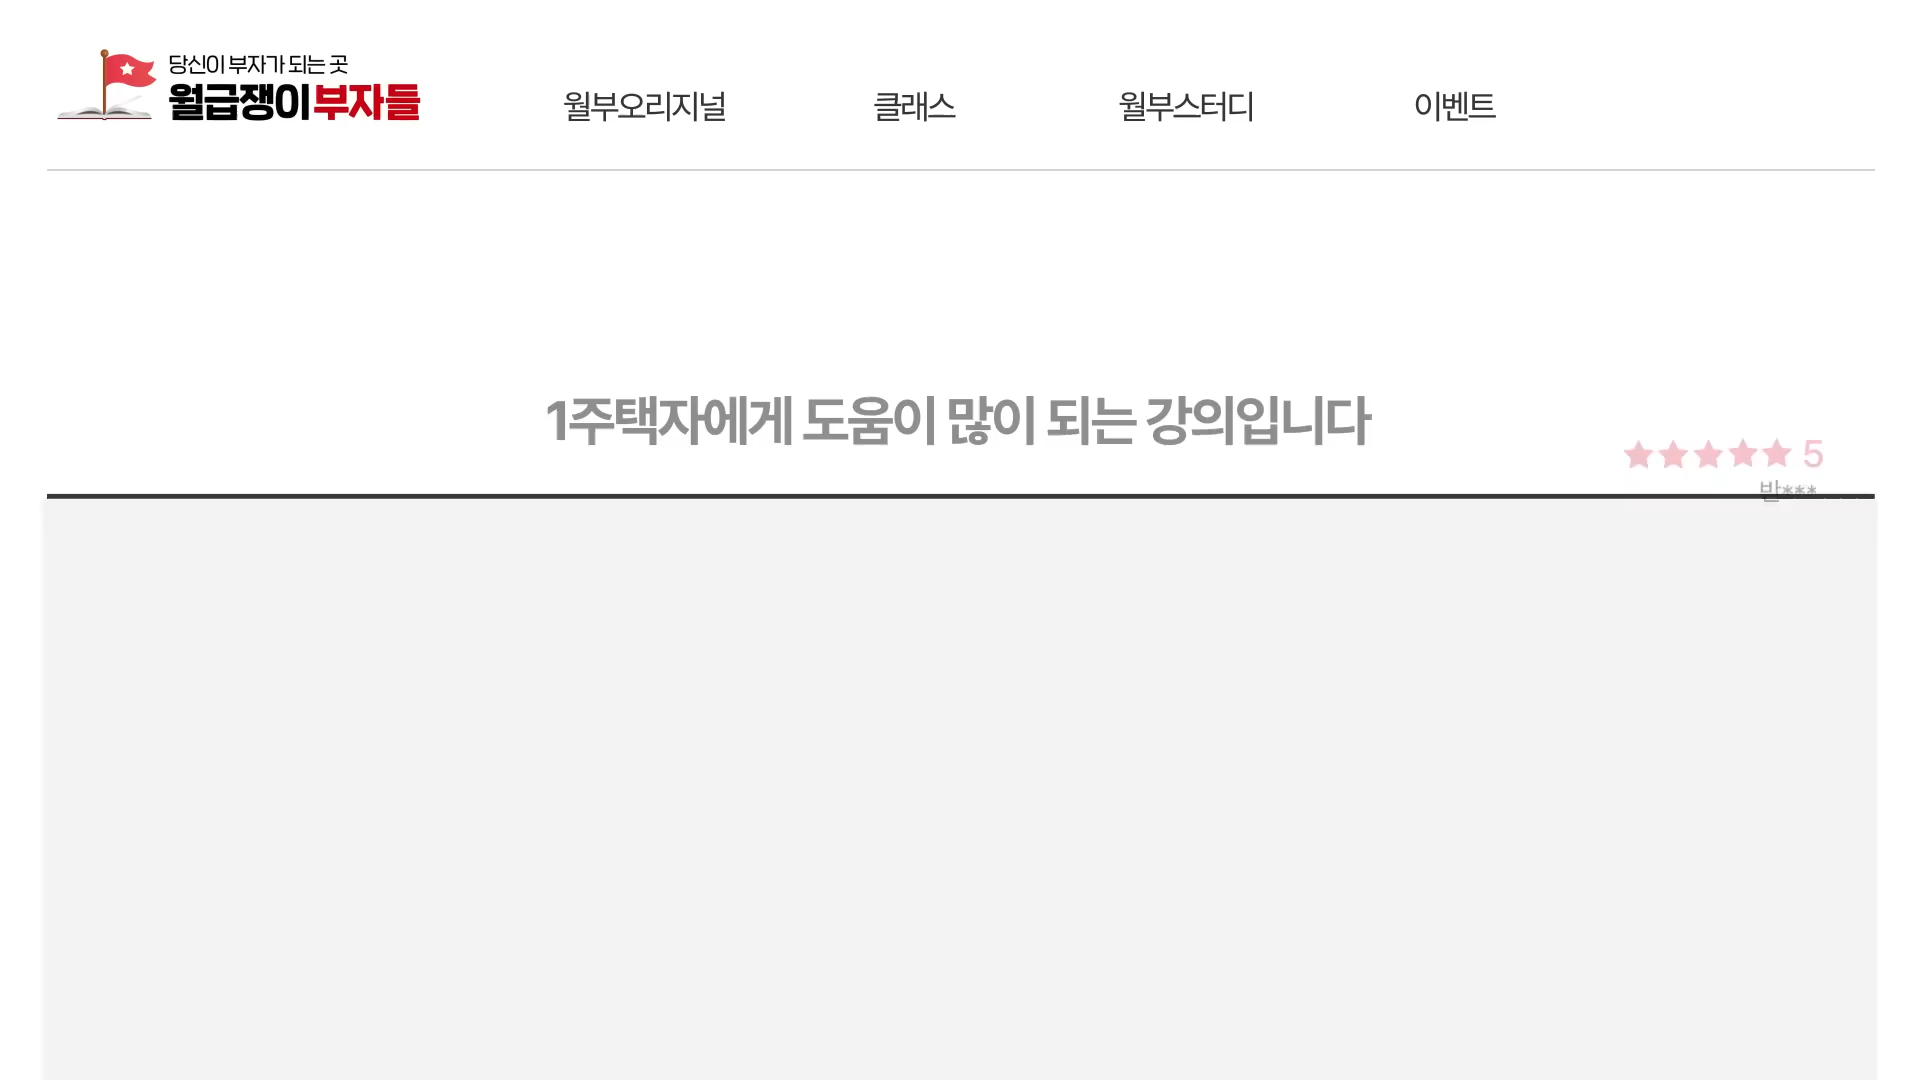 당신이 부자가 되는 곳
월급쟁이부자들
월부오리지널 클래스 월부스터디 이벤트
1주택자에게 도움이 많이 되는 강의입니다
5
반***